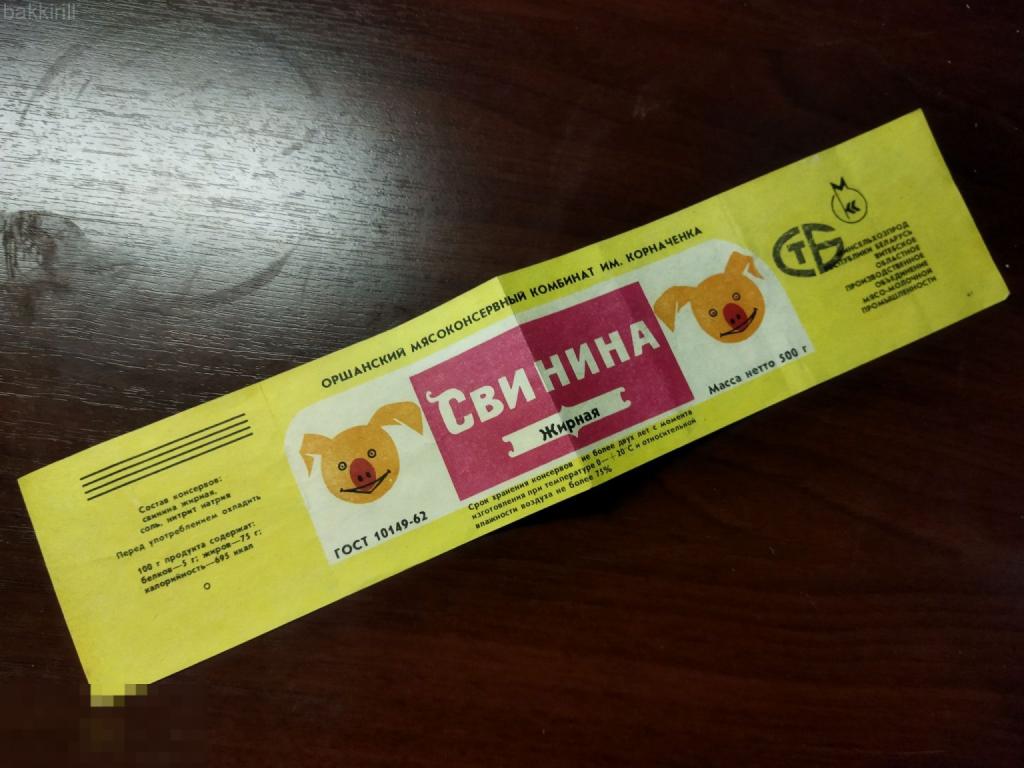 bakkirill
Состав консервов:
свинина жирная,
соль, нитрит натрия
Перед употреблением охладить
100 г продукта содержат:
белков—5 г; жиров—75 г;
калорийность—695 ккал
ОРШАНСКИЙ МЯСОКОНСЕРВНЫЙ КОМБИНАТ ИМ. КОРНАЧЕНКА
СВИНИНА
Жирная
ГОСТ 10149-62
Масса нетто 500 г
Срок хранения консервов не более двух лет с момента
изготовления при температуре 0—+20°С и относительной
влажности воздуха не более 75%
М
КК
СТБ
МИНСЕЛЬХОЗПРОД
РЕСПУБЛИКИ БЕЛАРУСЬ
ВИТЕБСКОЕ
ОБЛАСТНОЕ
ПРОИЗВОДСТВЕННОЕ
ОБЪЕДИНЕНИЕ
МЯСО-МОЛОЧНОЙ
ПРОМЫШЛЕННОСТИ